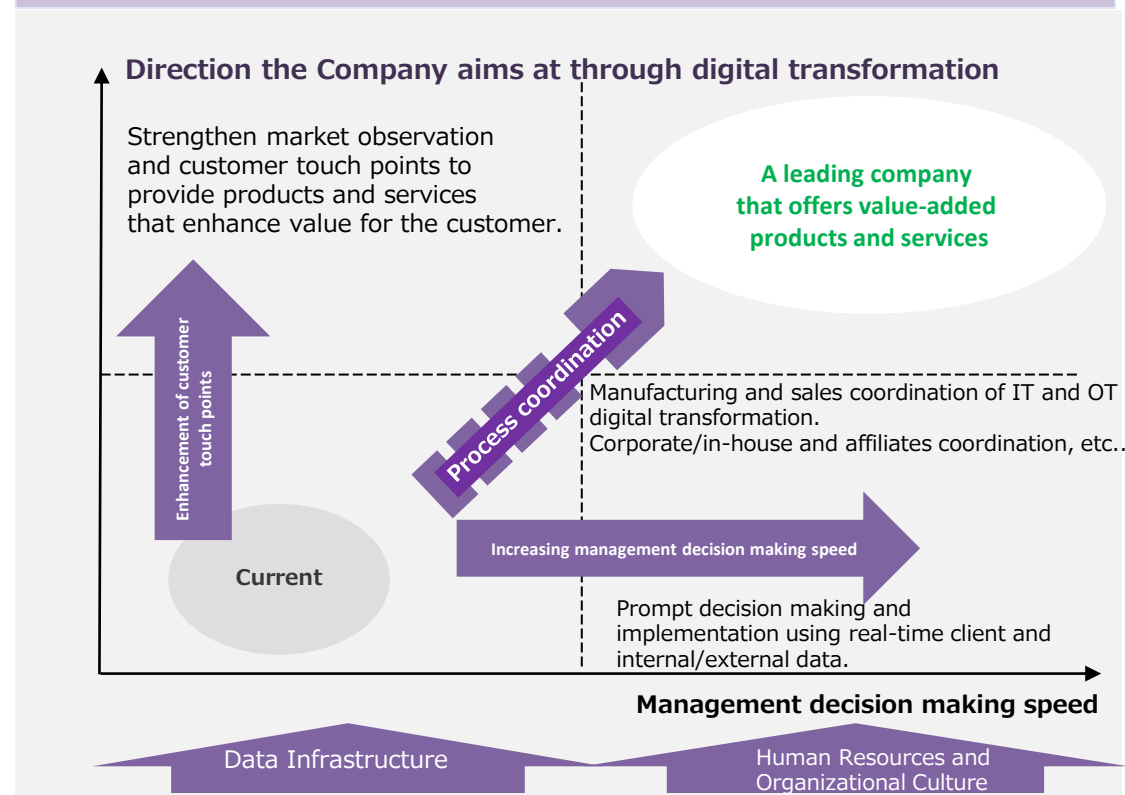 Direction the Company aims at through digital transformation
Strengthen market observation
and customer touch points to
provide products and services
that enhance value for the customer.
A leading company
that offers value-added
products and services
Enhancement of customer
touch points
Process coordination
Manufacturing and sales coordination of IT and OT
digital transformation.
Corporate/in-house and affiliates coordination, etc..
Increasing management decision making speed
Current
Prompt decision making and
implementation using real-time client and
internal/external data.
Management decision making speed
Data Infrastructure
Human Resources and
Organizational Culture